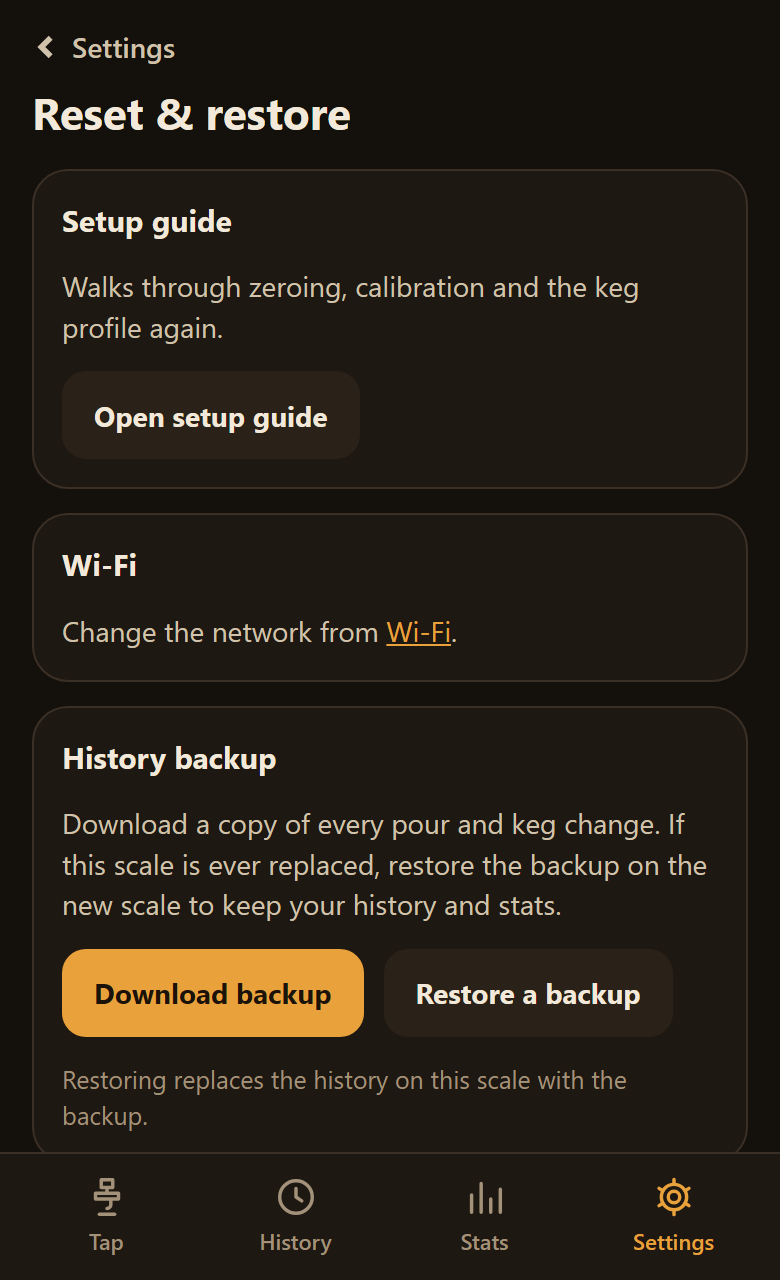 Settings
Reset & restore
Setup guide
Walks through zeroing, calibration and the keg
profile again.
Open setup guide
Wi-Fi
Change the network from Wi-Fi.
History backup
Download a copy of every pour and keg change. If
this scale is ever replaced, restore the backup on the
new scale to keep your history and stats.
Download backup
Restore a backup
Restoring replaces the history on this scale with the
backup.
Tap
History
Stats
Settings